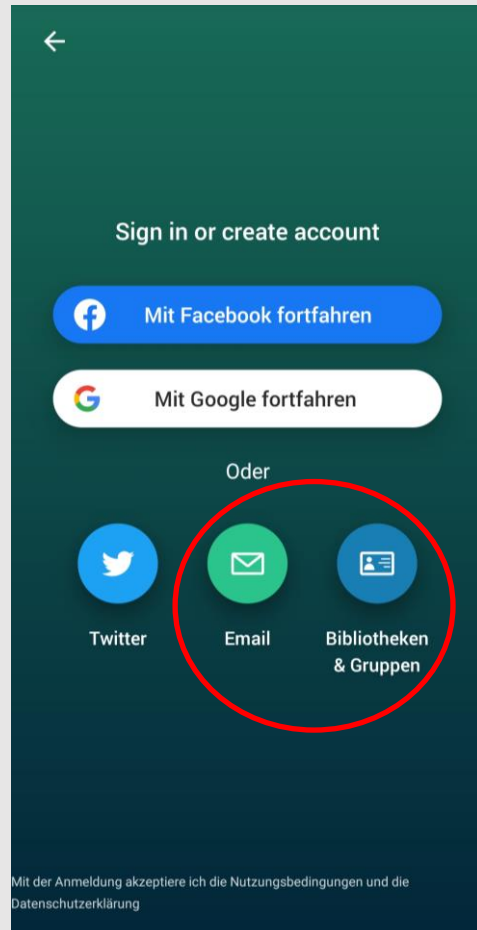 Sign in or create account
Mit Facebook fortfahren
Mit Google fortfahren
Oder
Twitter
Email
Bibliotheken
& Gruppen
Mit der Anmeldung akzeptiere ich die Nutzungsbedingungen und die
Datenschutzerklärung